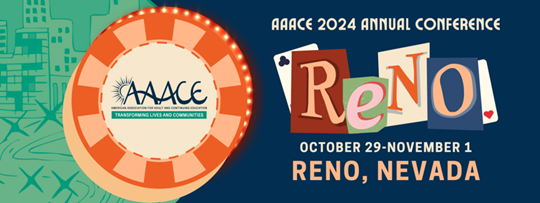 AAACE
AMERICAN ASSOCIATION FOR ADULT AND CONTINUING EDUCATION
TRANSFORMING LIVES AND COMMUNITIES
AAACE 2024 ANNUAL CONFERENCE
ReNO
OCTOBER 29-NOVEMBER 1
RENO, NEVADA